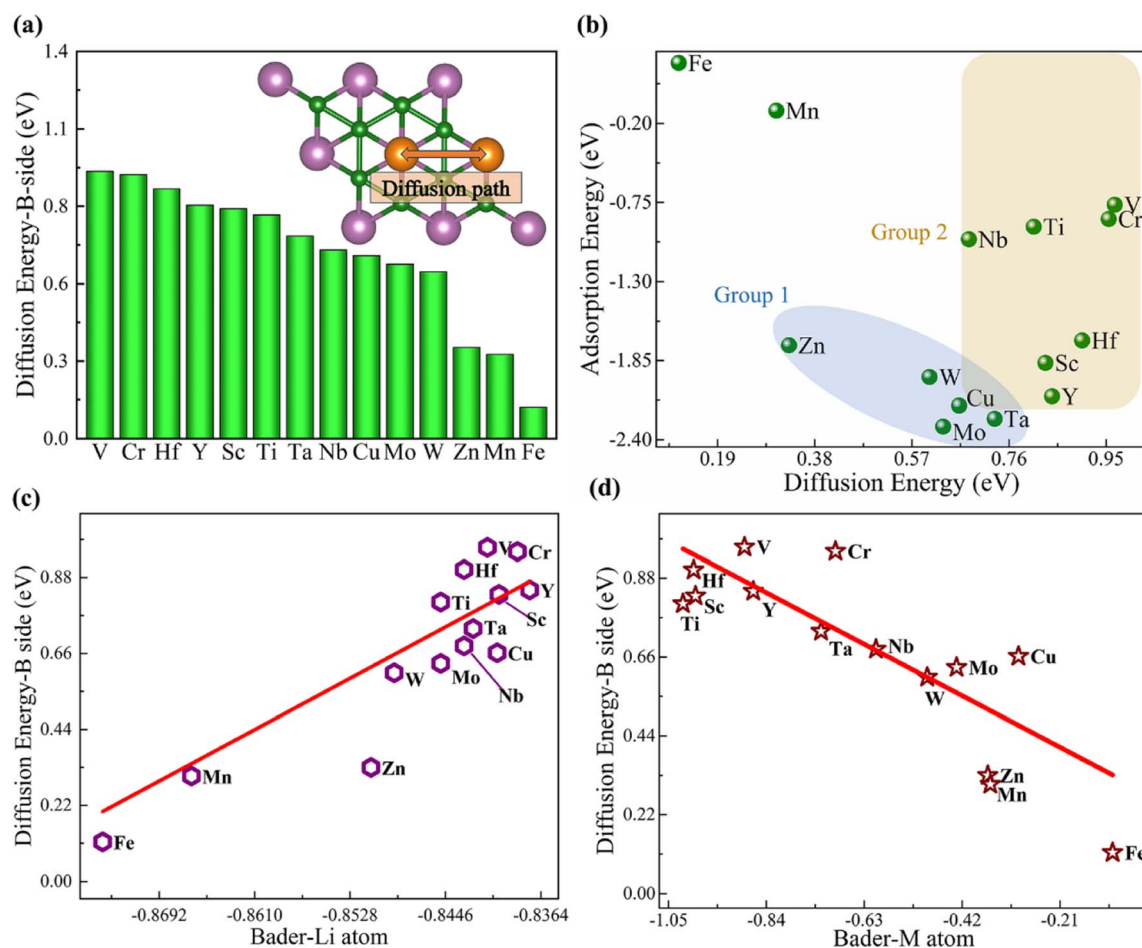 (a)
Diffusion Energy-B-side (eV)
1.4
1.1
0.8
0.6
0.3
0.0
Diffusion path
V Cr Hf Y Sc Ti Ta Nb Cu Mo W Zn Mn Fe
(b)
Adsorption Energy (eV)
-0.20
-0.75
-1.30
-1.85
-2.40
Fe
Mn
V
Cr
Ti
Nb
Group 2
Group 1
Hf
Zn
Sc
W
Y
Cu
Ta
Mo
0.19 0.38 0.57 0.76 0.95
Diffusion Energy (eV)
(c)
Diffusion Energy-B side (eV)
0.88
0.66
0.44
0.22
0.00
V
Cr
Hf
Y
Ti
Sc
Ta
Cu
Mo
W
Nb
Zn
Mn
Fe
-0.8692 -0.8610 -0.8528 -0.8446 -0.8364
Bader-Li atom
(d)
Diffusion Energy-B side (eV)
0.88
0.66
0.44
0.22
0.00
V
Cr
Hf
Sc
Ti
Y
Ta
Nb
Mo
Cu
W
Zn
Mn
Fe
-1.05 -0.84 -0.63 -0.42 -0.21
Bader-M atom